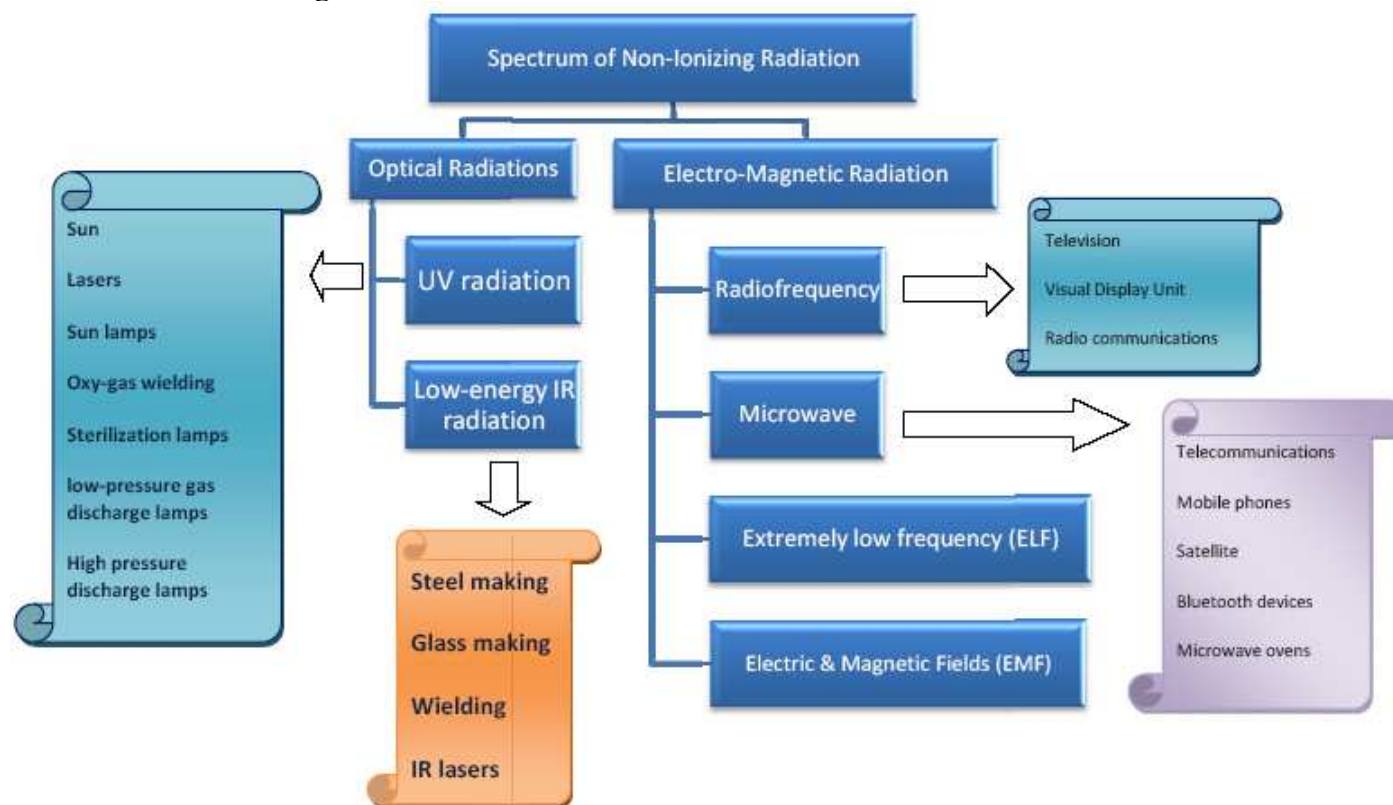 Spectrum of Non-Ionizing Radiation
Optical Radiations
Electro-Magnetic Radiation
Sun
Lasers
Sun lamps
Oxy-gas wielding
Sterilization lamps
low-pressure gas
discharge lamps
High pressure
discharge lamps
UV radiation
Low-energy IR
radiation
Steel making
Glass making
Wielding
IR lasers
Radiofrequency
Microwave
Extremely low frequency (ELF)
Electric & Magnetic Fields (EMF)
Television
Visual Display Unit
Radio communications
Telecommunications
Mobile phones
Satellite
Bluetooth devices
Microwave ovens